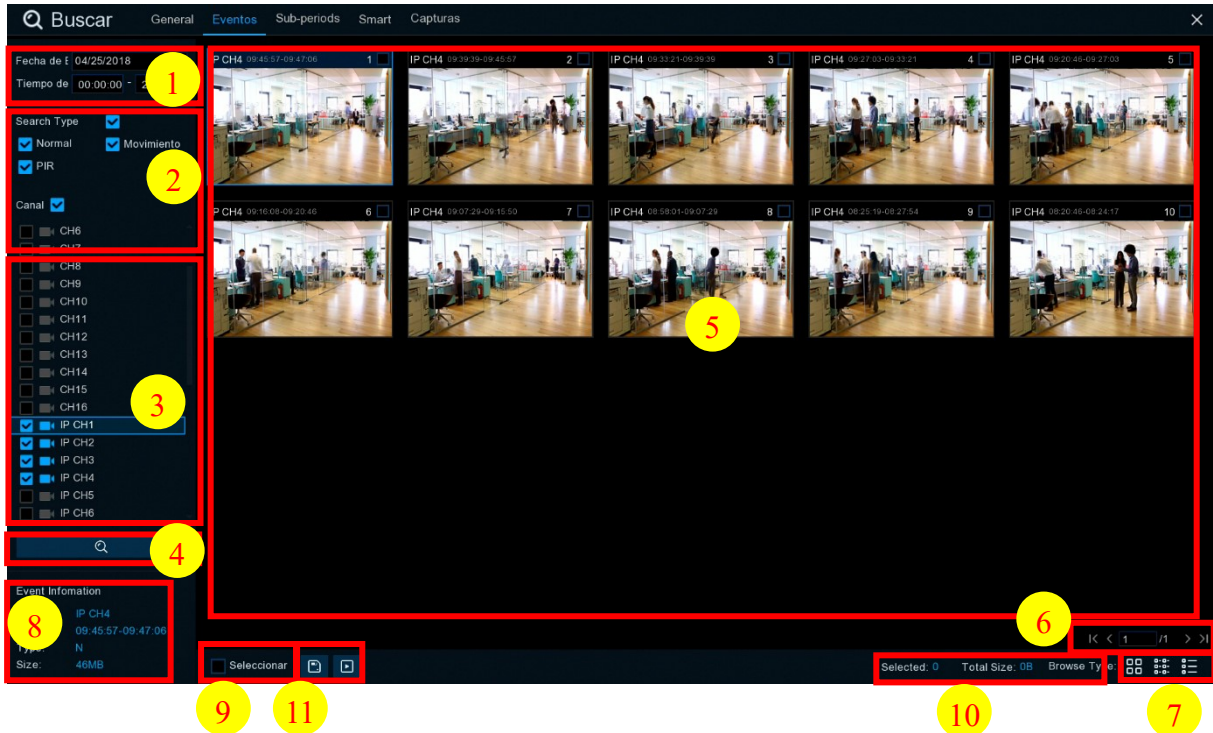 Buscar General Eventos Sub-periods Smart Capturas
Fecha de E 04/25/2018
Tiempo de 00:00:00 - 2
1
Search Type
Normal Movimiento
PIR
2
Canal
CH6
CH7
CH8
CH9
CH10
CH11
CH12
CH13
CH14
CH15
CH16
3
IP CH1
IP CH2
IP CH3
IP CH4
IP CH5
IP CH6
4
Event Infomation
IP CH4
09:45:57-09:47:06
Type: N
Size: 46MB
8
P CH4 09:45:57-09:47:06 1
IP CH4 09:39:39-09:45:57 2
IP CH4 09:33:21-09:39:39 3
IP CH4 09:27:03-09:33:21 4
IP CH4 09:20:46-09:27:03 5
P CH4 09:16:08-09:20:46 6
IP CH4 09:07:29-09:15:50 7
IP CH4 08:58:01-09:07:29 8
IP CH4 08:25:19-08:27:54 9
IP CH4 08:20:46-08:24:17 10
5
6
1 /1
Seleccionar
Selected: 0 Total Size: 0B Browse Type:
9
11
10
7